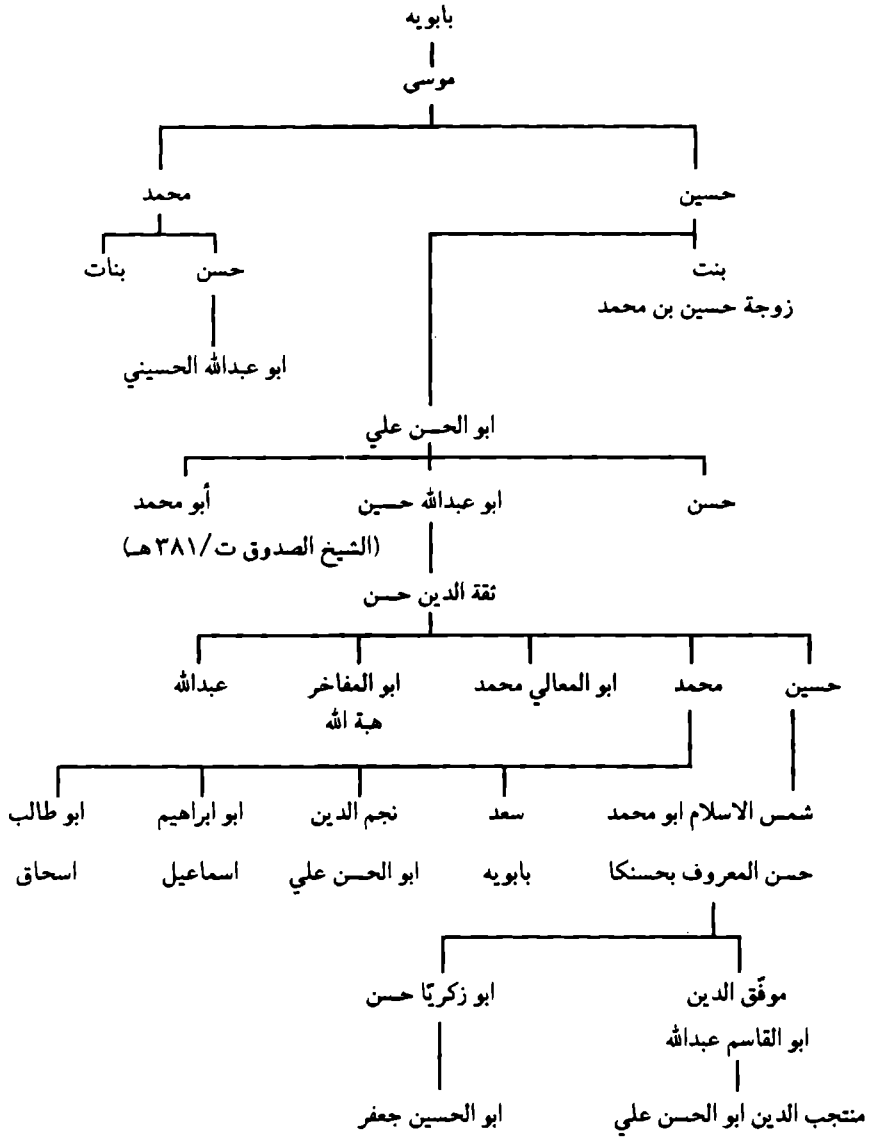 بابويه
موسى
حسين محمد
بنت حسن بنات
زوجة حسين بن محمد
ابو عبدالله الحسيني
ابو الحسن علي
حسن ابو عبدالله حسين أبو محمد
(الشيخ الصدوق ت/٣٨١هـ)
ثقة الدين حسن
حسين محمد ابو المعالي محمد ابو المفاخر عبدالله
هبة الله
شمس الاسلام ابو محمد سعد نجم الدين ابو ابراهيم ابو طالب
حسن المعروف بحسنكا بابويه ابو الحسن علي اسماعيل اسحاق
موفّق الدين ابو زكريّا حسن
ابو القاسم عبدالله
منتجب الدين ابو الحسن علي ابو الحسين جعفر